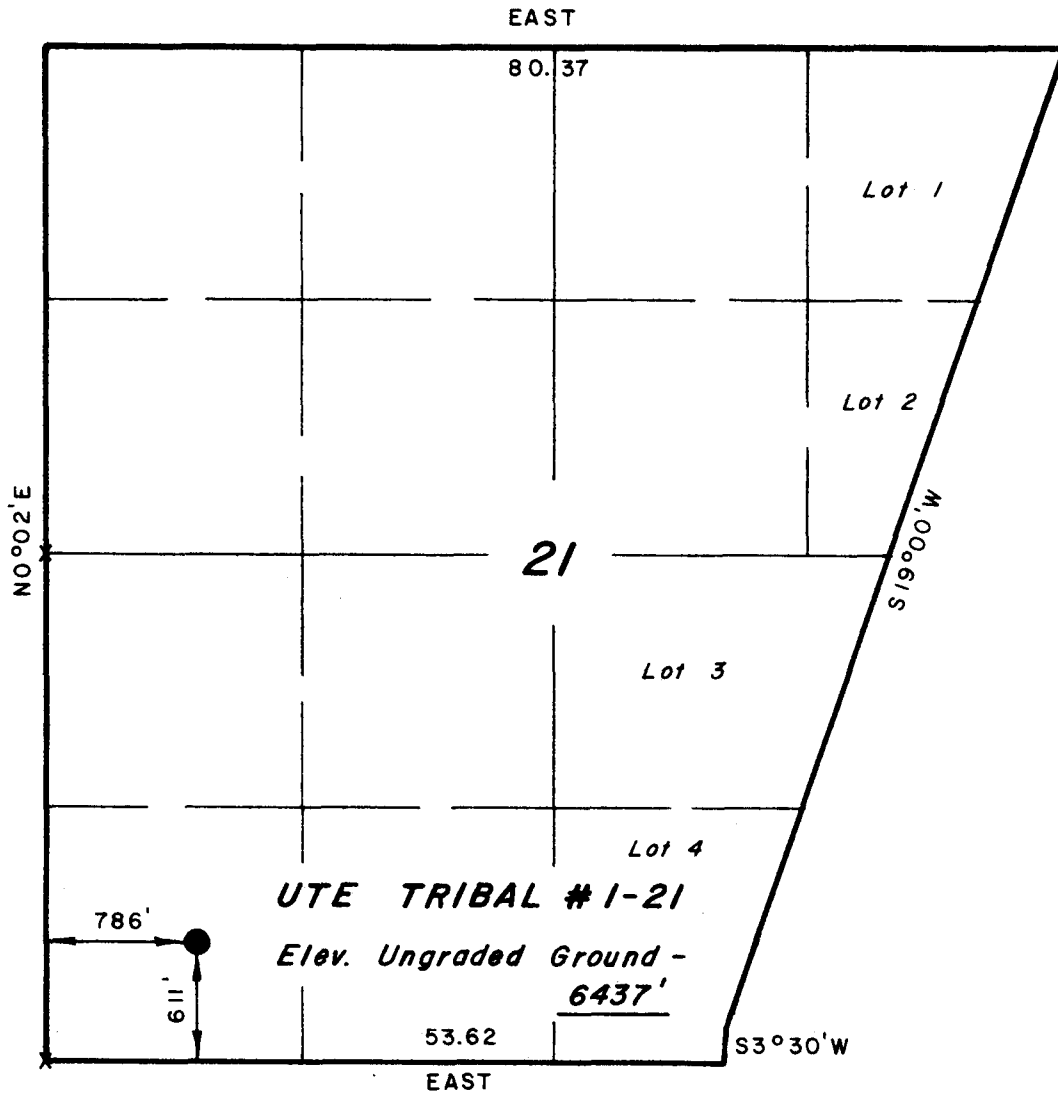 EAST
80.37
Lot 1
Lot 2
N0°02'E
21
S19°00'W
Lot 3
Lot 4
UTE TRIBAL #1-21
786'
Elev. Ungraded Ground -
6437'
611'
53.62
S3°30'W
EAST